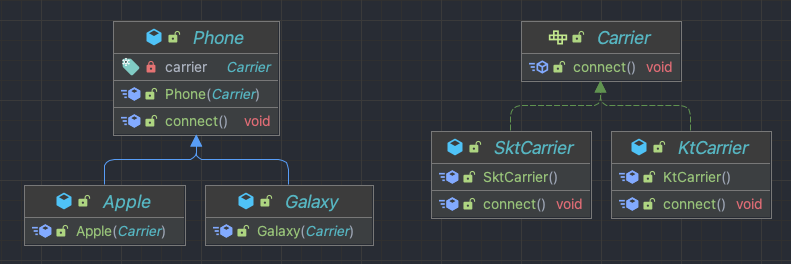 Phone
carrier Carrier
Phone(Carrier)
connect() void
Apple
Apple(Carrier)
Galaxy
Galaxy(Carrier)
Carrier
connect() void
SktCarrier
SktCarrier()
connect() void
KtCarrier
KtCarrier()
connect() void